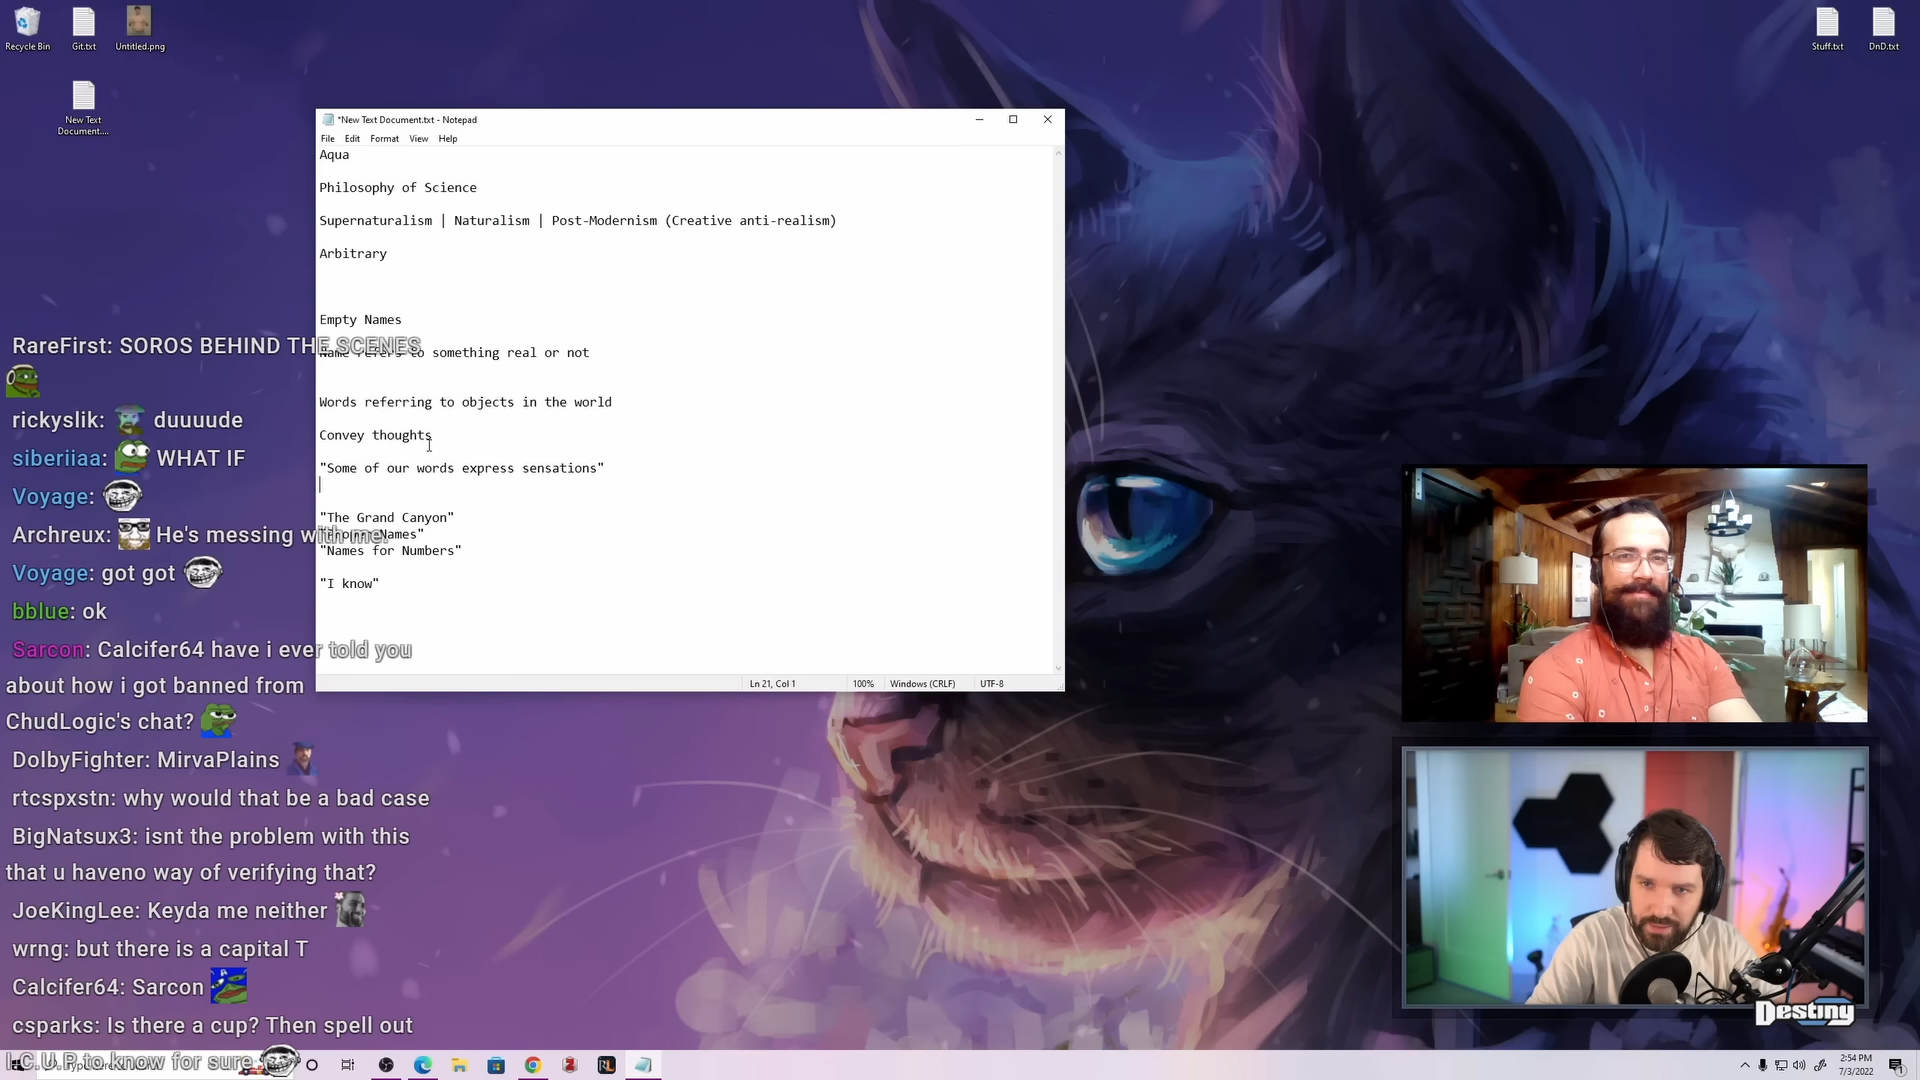 Recycle Bin
Git.txt
Untitled.png
New Text
Document....
Stuff.txt
DnD.txt
*New Text Document.txt - Notepad
File Edit Format View Help
Aqua
Philosophy of Science
Supernaturalism | Naturalism | Post-Modernism (Creative anti-realism)
Arbitrary
Empty Names
Name refers to something real or not
Words referring to objects in the world
Convey thoughts
"Some of our words express sensations"
"The Grand Canyon"
Names"
"Names for Numbers"
"I know"
Ln 21, Col 1 100% Windows (CRLF) UTF-8
RareFirst: SOROS BEHIND THE SCENES
rickyslik: duuuude
siberiiaa: WHAT IF
Voyage:
Archreux: He's messing with me.
Voyage: got got
bblue: ok
Sarcon: Calcifer64 have i ever told you
about how i got banned from
ChudLogic's chat?
DolbyFighter: MirvaPlains
rtcspxstn: why would that be a bad case
BigNatsux3: isnt the problem with this
that u haveno way of verifying that?
JoeKingLee: Keyda me neither
wrng: but there is a capital T
Calcifer64: Sarcon
csparks: Is there a cup? Then spell out
I C U P to know for sure
Destiny
2:54 PM
7/3/2022